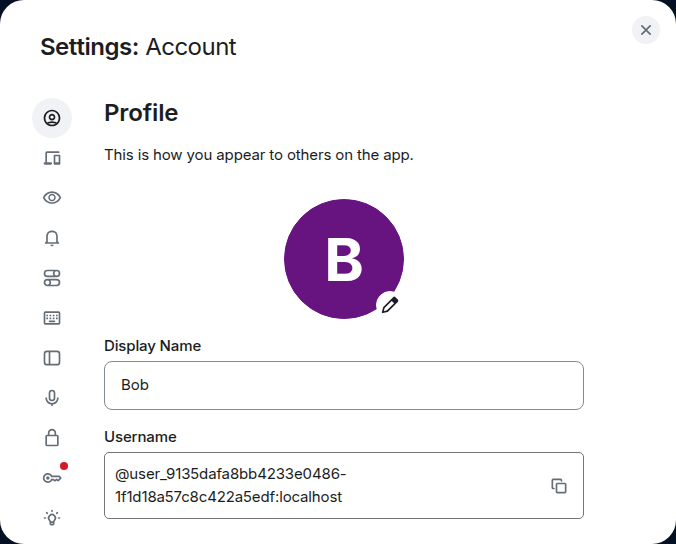 Settings: Account
Profile
This is how you appear to others on the app.
B
Display Name
Bob
Username
@user_9135dafa8bb4233e0486-
1f1d18a57c8c422a5edf:localhost